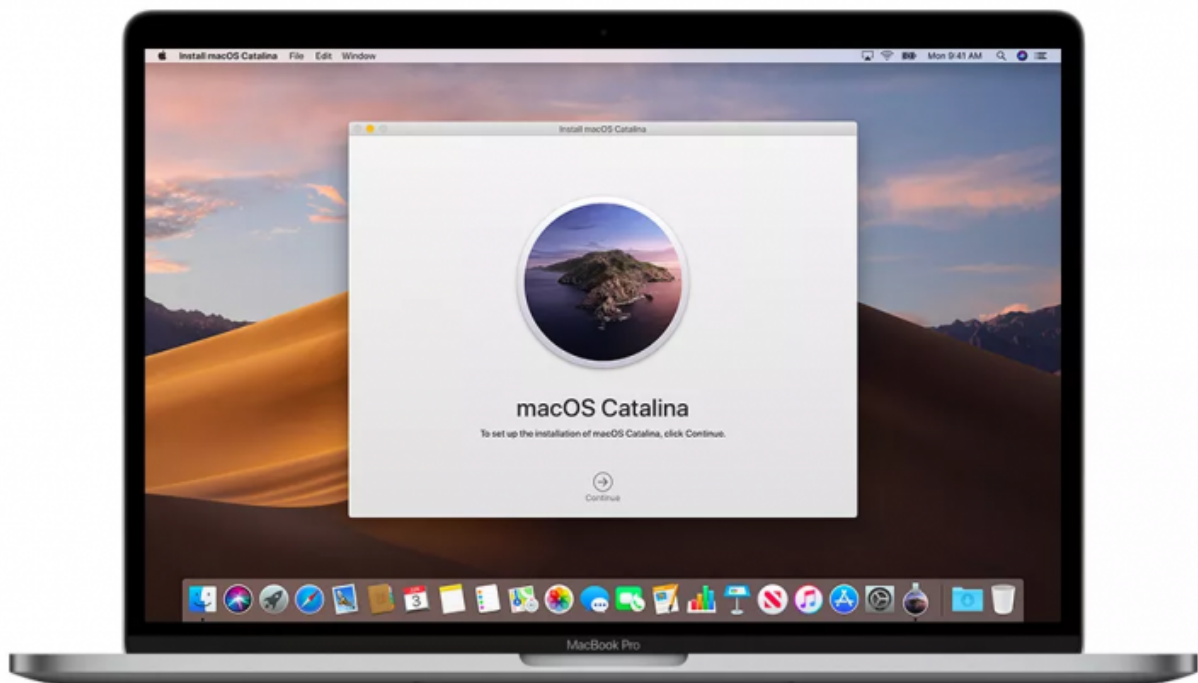 Install macOS Catalina File Edit Window Mon 9:41 AM
Install macOS Catalina
macOS Catalina
To set up the installation of macOS Catalina, click Continue.
Continue
3
MacBook Pro